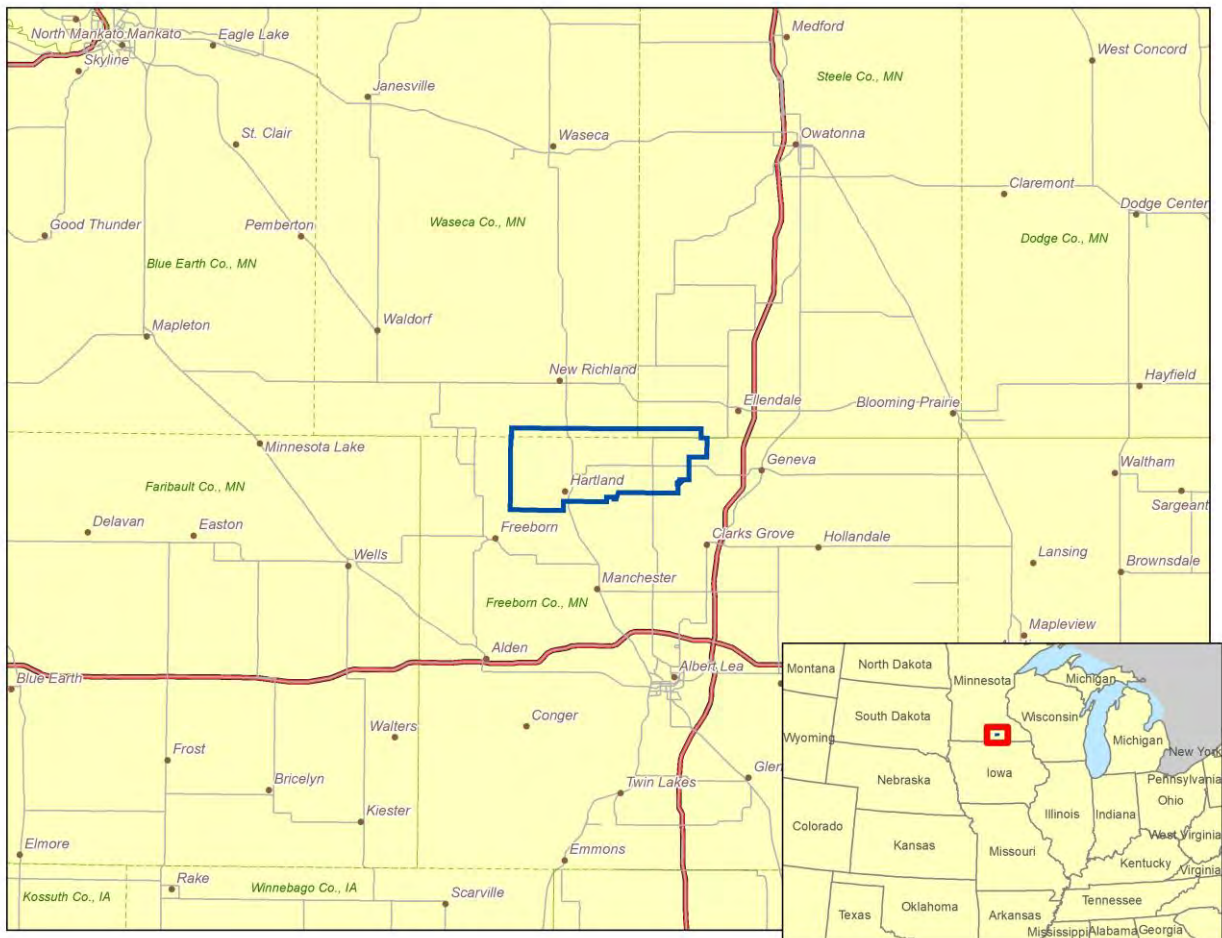 North Mankato Mankato
Eagle Lake
Medford
West Concord
Skyline
Steele Co., MN
Janesville
St. Clair
Waseca
Owatonna
Claremont
Dodge Center
Good Thunder
Pemberton
Waseca Co., MN
Dodge Co., MN
Blue Earth Co., MN
Mapleton
Waldorf
New Richland
Ellendale
Blooming Prairie
Hayfield
Minnesota Lake
Geneva
Waltham
Faribault Co., MN
Hartland
Sargeant
Delavan
Easton
Freeborn
Clarks Grove
Hollandale
Lansing
Wells
Brownsdale
Manchester
Freeborn Co., MN
Mapleview
Alden
Albert Lea
Blue Earth
Walters
Conger
Frost
Twin Lakes
Glen
Bricelyn
Kiester
Elmore
Emmons
Rake
Winnebago Co., IA
Kossuth Co., IA
Scarville
Montana
North Dakota
Minnesota
Michigan
South Dakota
Wisconsin
Wyoming
Michigan
New York
Nebraska
Iowa
Pennsylvania
Ohio
Illinois
Indiana
Colorado
West Virginia
Kansas
Missouri
Kentucky
Virginia
Tennessee
Oklahoma
Arkansas
Texas
Mississippi
Alabama
Georgia